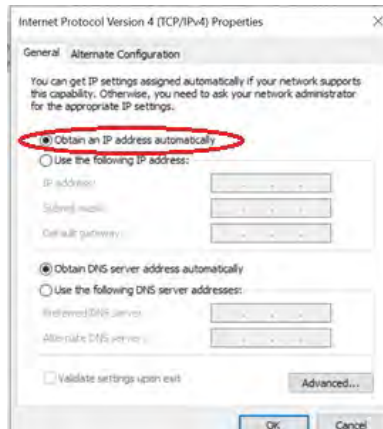 Internet Protocol Version 4 (TCP/IPv4) Properties
General Alternate Configuration
You can get IP settings assigned automatically if your network supports
this capability. Otherwise, you need to ask your network administrator
for the appropriate IP settings.
Obtain an IP address automatically
Use the following IP address:
IP address:
Subnet mask:
Default gateway:
Obtain DNS server address automatically
Use the following DNS server addresses:
Preferred DNS server:
Alternate DNS server:
Validate settings upon exit
Advanced...
OK Cancel